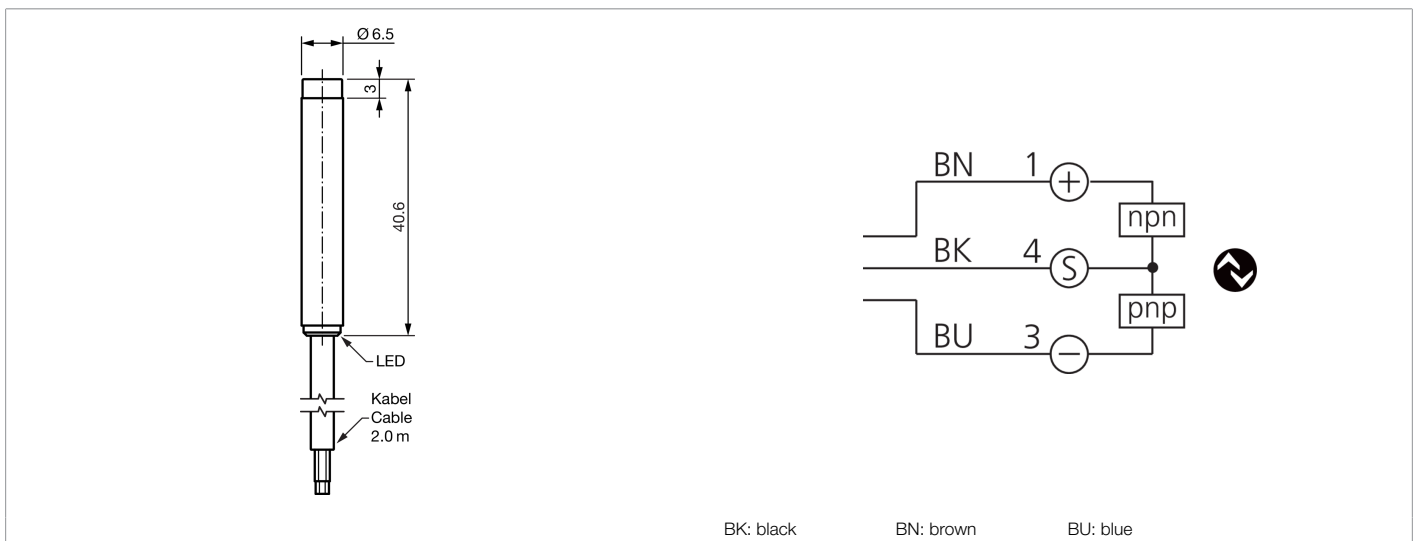 Ø 6.5
3
40.6
LED
Kabel
Cable
2.0 m
BN 1 +
npn
BK 4 S
pnp
BU 3 −
BK: black BN: brown BU: blue